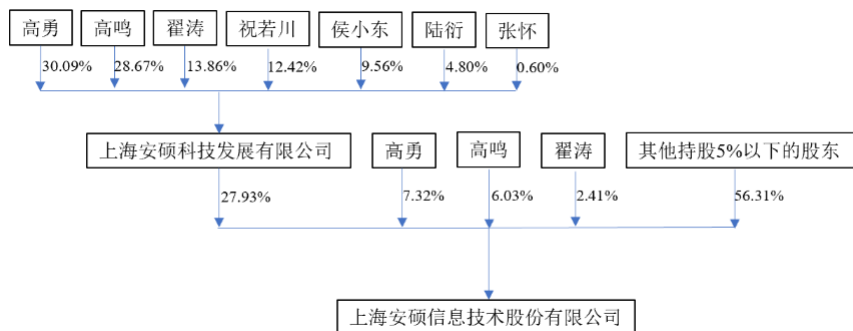 高勇 高鸣 翟涛 祝若川 侯小东 陆衍 张怀
30.09% 28.67% 13.86% 12.42% 9.56% 4.80% 0.60%
上海安硕科技发展有限公司 高勇 高鸣 翟涛 其他持股5%以下的股东
27.93% 7.32% 6.03% 2.41% 56.31%
上海安硕信息技术股份有限公司